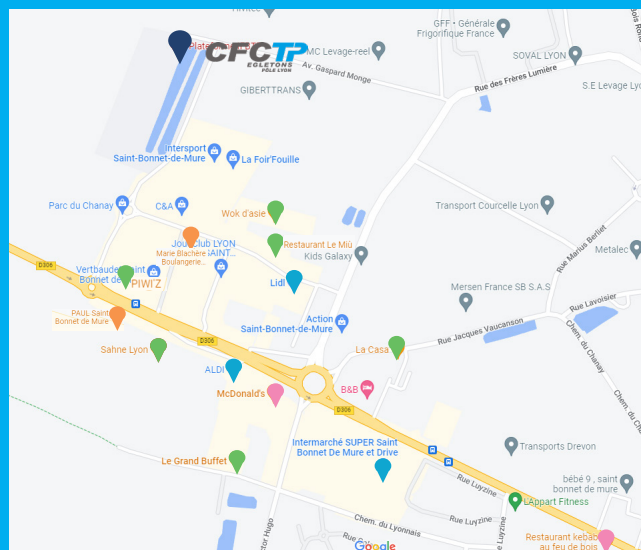 GFF • Générale
Frigorifique France
CFCTP
EGLETONS
PÔLE LYON
MC Levage-reel
SOVAL LYON
Av. Gaspard Monge
Rue des Frères Lumière
GIBERTTRANS
S.E Levage Lyo
Intersport
Saint-Bonnet-de-Mure
La Foir'Fouille
Parc du Chanay
C&A
Wok d'asie
Transport Courcelle Lyon
Rue Marius Berliet
Metalec
Restaurant Le Miu
Kids Galaxy
Marie Blachère
Boulangerie...
D306
PIWI'Z
Lidl
Mersen France SB S.A.S
Rue Lavoisier
PAUL Saint
Bonnet de Mure
D306
Action
Saint-Bonnet-de-Mure
Rue Jacques Vaucanson
Chem. du Chanay
Sahne Lyon
La Casa
ALDI
McDonald's
B&B
D306
Intermarché SUPER Saint
Bonnet De Mure et Drive
Transports Drevon
Le Grand Buffet
Rue Luyzine
bébé 9 , saint
bonnet de mure
L'Appart Fitness
Chem. du Lyonnais
Rue Luyzine
Google
Restaurant kebab
au feu de bois